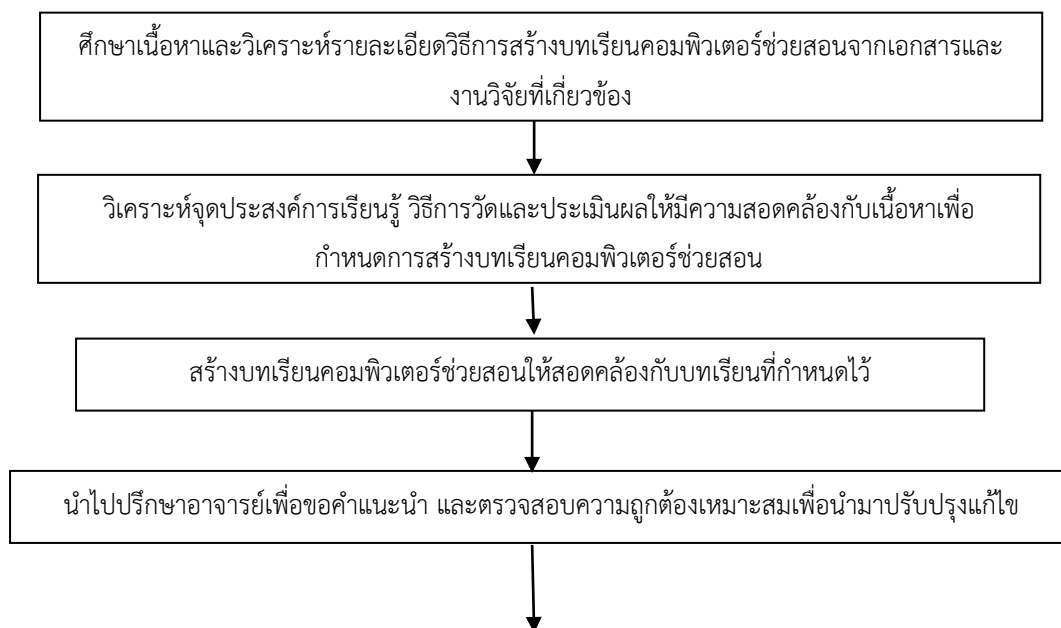 ศึกษาเนื้อหาและวิเคราะห์รายละเอียดวิธีการสร้างบทเรียนคอมพิวเตอร์ช่วยสอนจากเอกสารและ
งานวิจัยที่เกี่ยวข้อง
วิเคราะห์จุดประสงค์การเรียนรู้ วิธีการวัดและประเมินผลให้มีความสอดคล้องกับเนื้อหาเพื่อ
กำหนดการสร้างบทเรียนคอมพิวเตอร์ช่วยสอน
สร้างบทเรียนคอมพิวเตอร์ช่วยสอนให้สอดคล้องกับบทเรียนที่กำหนดไว้
นำไปปรึกษาอาจารย์เพื่อขอคำแนะนำ และตรวจสอบความถูกต้องเหมาะสมเพื่อนำมาปรับปรุงแก้ไข